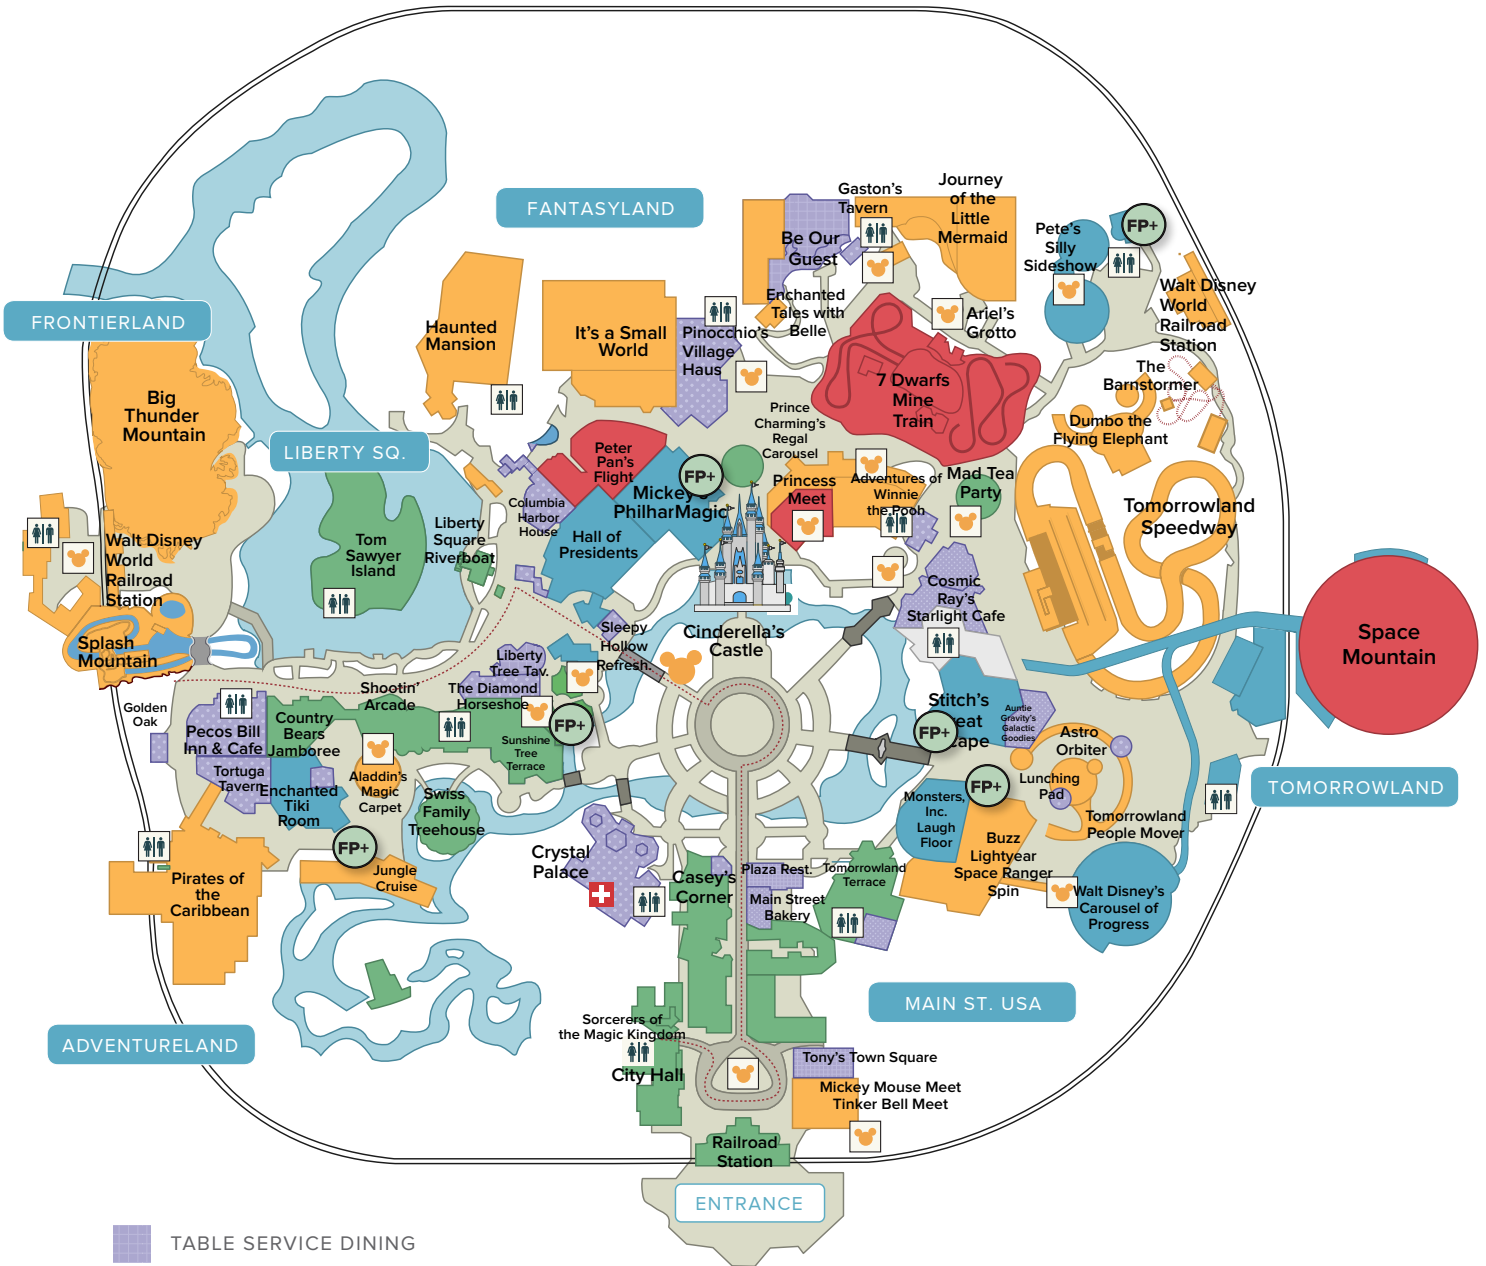 FANTASYLAND
Gaston's
Tavern
Journey
of the
Little
Mermaid
Be Our
Guest
Pete's
Silly
Sideshow
FP+
Enchanted
Tales with
Belle
Ariel's
Grotto
Walt Disney
World
Railroad
Station
FRONTIERLAND
Haunted
Mansion
It's a Small
World
Pinocchio's
Village
Haus
7 Dwarfs
Mine
Train
The
Barnstormer
Dumbo the
Flying Elephant
Big
Thunder
Mountain
LIBERTY SQ.
Prince
Charming's
Regal
Carousel
Peter
Pan's
Flight
FP+
Mickey's
PhilharMagic
Princess
Meet
Adventures of
Winnie
the Pooh
Mad Tea
Party
Tomorrowland
Speedway
Columbia
Harbor
House
Hall of
Presidents
Liberty
Square
Riverboat
Tom
Sawyer
Island
Walt Disney
World
Railroad
Station
Splash
Mountain
Cosmic
Ray's
Starlight Cafe
Cinderella's
Castle
Space
Mountain
Sleepy
Hollow
Refresh.
Liberty
Tree Tav.
The Diamond
Horseshoe
Shootin'
Arcade
Golden
Oak
Pecos Bill
Inn & Cafe
Country
Bears
Jamboree
FP+
Sunshine
Tree
Terrace
Stitch's
Great
Escape
FP+
Auntie
Gravity's
Galactic
Goodies
Astro
Orbiter
Tortuga
Tavern
Enchanted
Tiki
Room
Aladdin's
Magic
Carpet
Swiss
Family
Treehouse
FP+
Lunching
Pad
TOMORROWLAND
Monsters,
Inc.
Laugh
Floor
Tomorrowland
People Mover
Buzz
Lightyear
Space Ranger
Spin
FP+
Jungle
Cruise
Pirates of
the
Caribbean
Crystal
Palace
Casey's
Corner
Plaza Rest.
Main Street
Bakery
Tomorrowland
Terrace
Walt Disney's
Carousel of
Progress
MAIN ST. USA
ADVENTURELAND
Sorcerers of
the Magic Kingdom
City Hall
Tony's Town Square
Mickey Mouse Meet
Tinker Bell Meet
Railroad
Station
ENTRANCE
TABLE SERVICE DINING